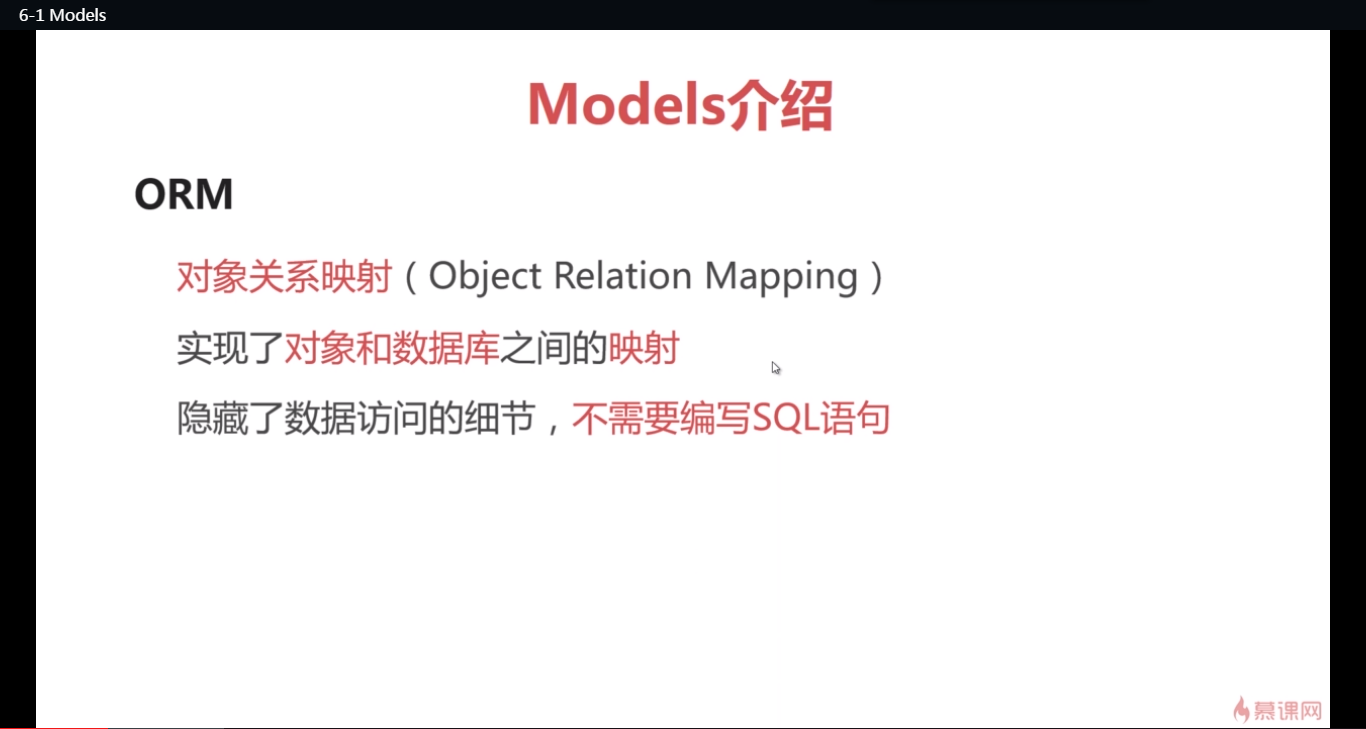 6-1 Models
Models介绍
ORM
对象关系映射（Object Relation Mapping）
实现了对象和数据库之间的映射
隐藏了数据访问的细节，不需要编写SQL语句
慕课网